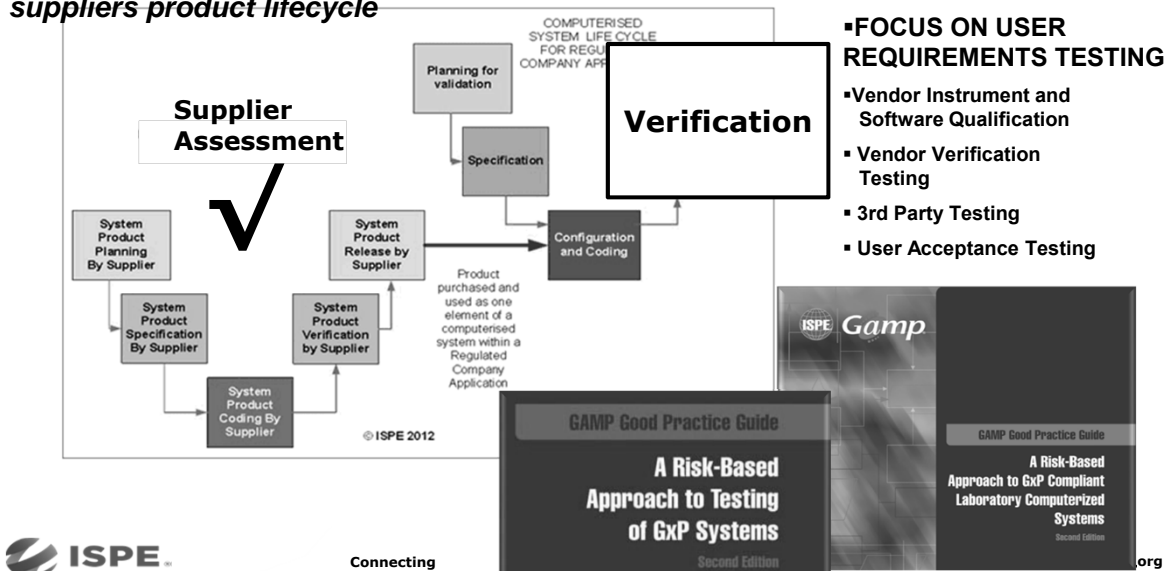 suppliers product lifecycle
COMPUTERISED
SYSTEM LIFE CYCLE
FOR REGU
COMPANY APP
Planning for
validation
Supplier
Assessment
√
Specification
Verification
System
Product
Planning
By Supplier
System
Product
Release by
Supplier
Configuration
and Coding
System
Product
Specification
By Supplier
System
Product
Verification
by Supplier
Product
purchased and
used as one
element of a
computerised
system within a
Regulated
Company
Application
System
Product
Coding By
Supplier
© ISPE 2012
▪FOCUS ON USER
REQUIREMENTS TESTING
▪Vendor Instrument and
Software Qualification
▪ Vendor Verification
Testing
▪ 3rd Party Testing
▪ User Acceptance Testing
ISPE Gamp
GAMP Good Practice Guide
A Risk-Based
Approach to GxP Compliant
Laboratory Computerized
Systems
Second Edition
GAMP Good Practice Guide
A Risk-Based
Approach to Testing
of GxP Systems
Second Edition
ISPE.
Connecting
.org